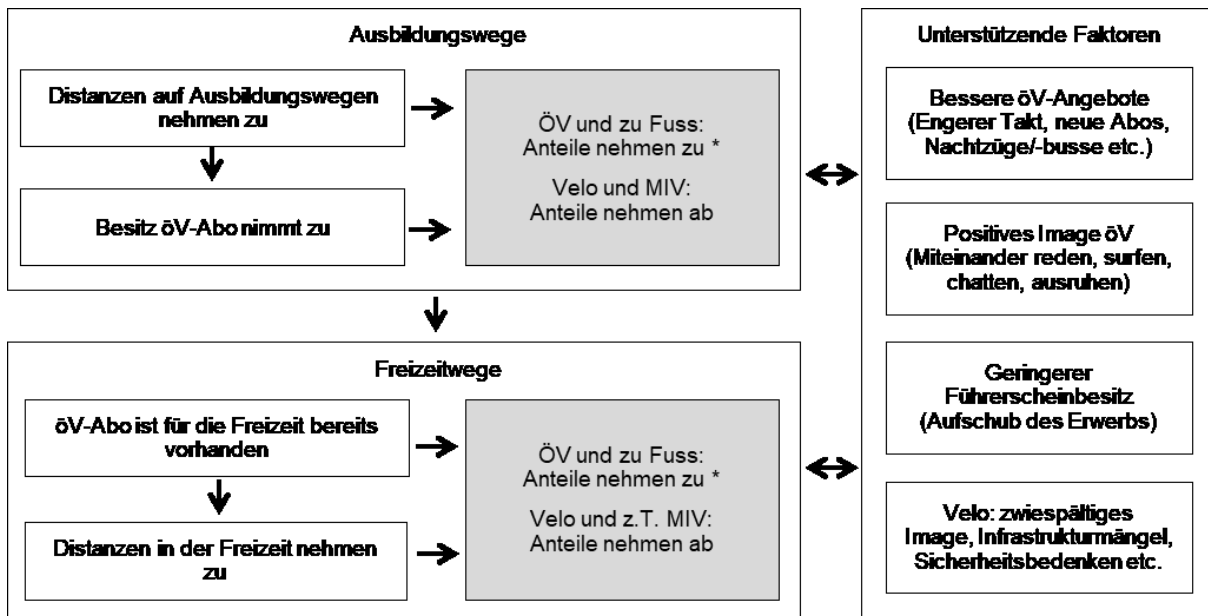 Ausbildungswege
Distanzen auf Ausbildungswegen
nehmen zu
Besitz öV-Abo nimmt zu
ÖV und zu Fuss:
Anteile nehmen zu *
Velo und MIV:
Anteile nehmen ab
Freizeitwege
öV-Abo ist für die Freizeit bereits
vorhanden
Distanzen in der Freizeit nehmen
zu
ÖV und zu Fuss:
Anteile nehmen zu *
Velo und z.T. MIV:
Anteile nehmen ab
Unterstützende Faktoren
Bessere öV-Angebote
(Engerer Takt, neue Abos,
Nachtzüge/-busse etc.)
Positives Image öV
(Miteinander reden, surfen,
chatten, ausruhen)
Geringerer
Führerscheinbesitz
(Aufschub des Erwerbs)
Velo: zwiespältiges
Image, Infrastrukturmängel,
Sicherheitsbedenken etc.